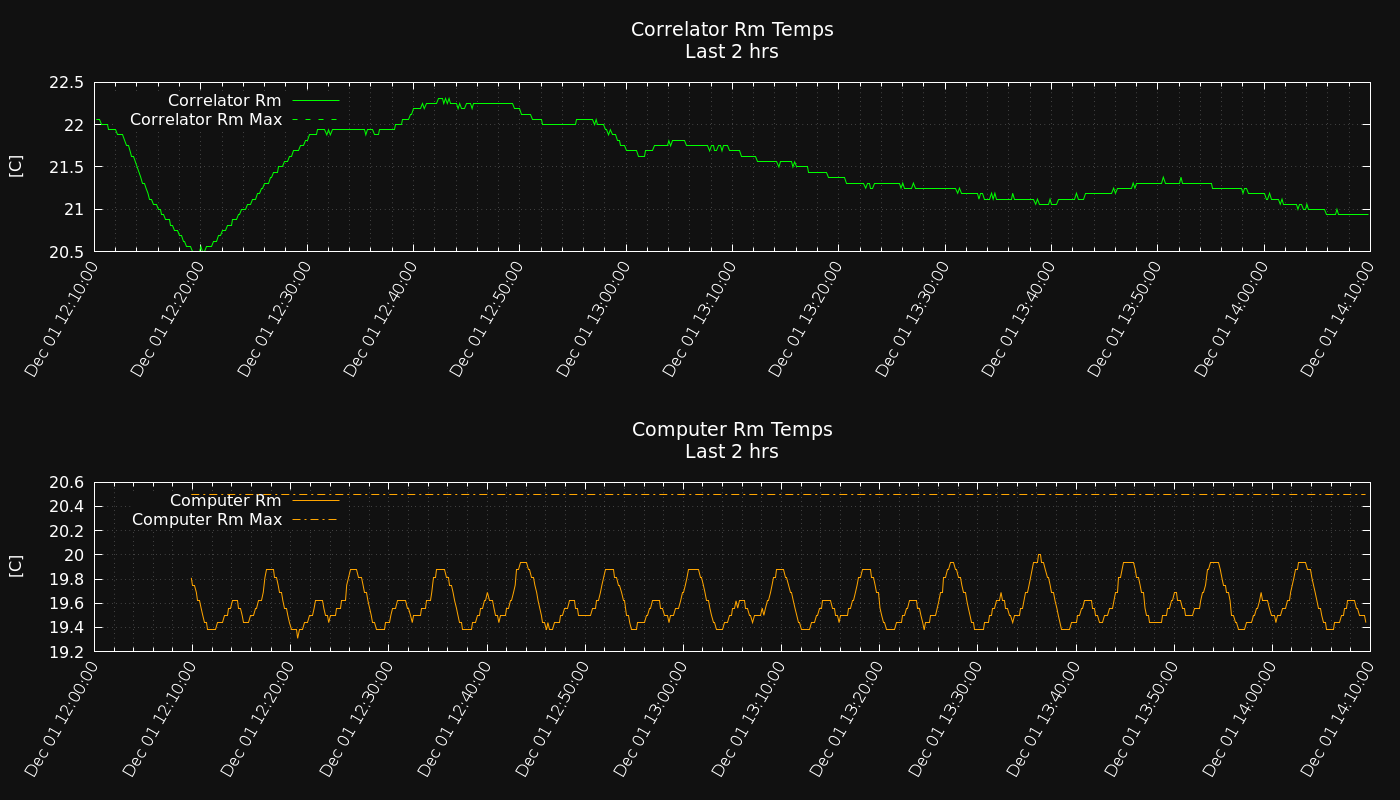 Correlator Rm Temps
Last 2 hrs
[C]
22.5
22
21.5
21
20.5
Correlator Rm
Correlator Rm Max
Dec 01 12:10:00
Dec 01 12:20:00
Dec 01 12:30:00
Dec 01 12:40:00
Dec 01 12:50:00
Dec 01 13:00:00
Dec 01 13:10:00
Dec 01 13:20:00
Dec 01 13:30:00
Dec 01 13:40:00
Dec 01 13:50:00
Dec 01 14:00:00
Dec 01 14:10:00
Computer Rm Temps
Last 2 hrs
[C]
20.6
20.4
20.2
20
19.8
19.6
19.4
19.2
Computer Rm
Computer Rm Max
Dec 01 12:00:00
Dec 01 12:10:00
Dec 01 12:20:00
Dec 01 12:30:00
Dec 01 12:40:00
Dec 01 12:50:00
Dec 01 13:00:00
Dec 01 13:10:00
Dec 01 13:20:00
Dec 01 13:30:00
Dec 01 13:40:00
Dec 01 13:50:00
Dec 01 14:00:00
Dec 01 14:10:00